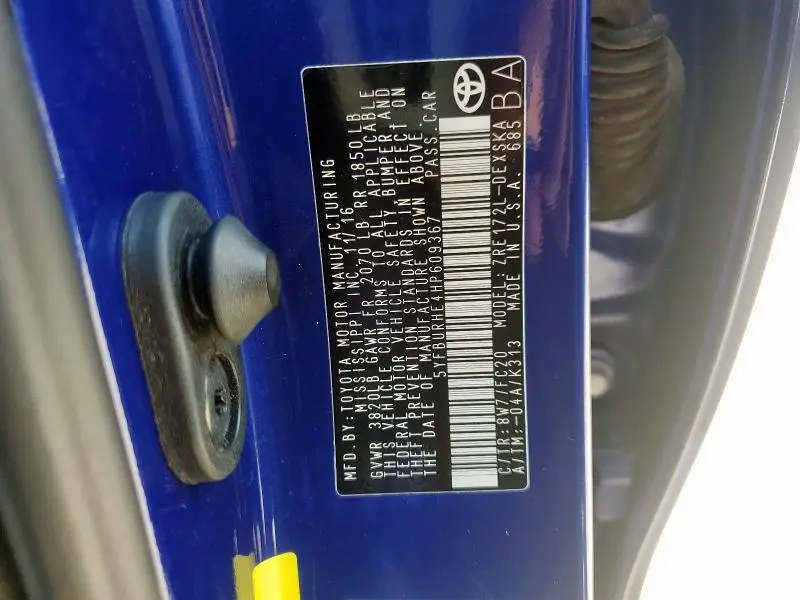 MFD.BY:TOYOTA MOTOR MANUFACTURING
MISSISSIPPI INC. 11/16
GVWR 3820LB GAWR FR 2070 LB RR 1850LB
THIS VEHICLE CONFORMS TO ALL APPLICABLE
FEDERAL MOTOR VEHICLE SAFETY, BUMPER AND
THEFT PREVENTION STANDARDS IN EFFECT ON
THE DATE OF MANUFACTURE SHOWN ABOVE.
5YFBURHE4HP609367 PASS.CAR
C/TR:8W7/FC20 MODEL:ZRE172L-DEXSKA
A/TM:-04A/K313 MADE IN U.S.A. 685
BA